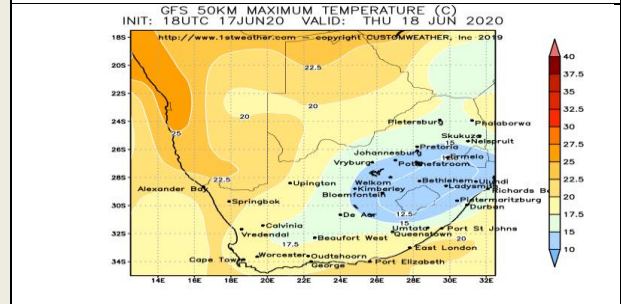 GFS 50KM MAXIMUM TEMPERATURE (C)
INIT: 18UTC 17JUN20 VALID: THU 18 JUN 2020
http://www.1stweather.com — copyright CUSTOMWEATHER, Inc 2019
18S
20S
22S
24S
26S
28S
30S
32S
34S
22.5
20
20
25
22.5
Pietersburg
Phalaborwa
Skukuza
15
Nelspruit
Pretoria
Johannesburg
Ermelo
Vryburg
Potchefstroom
Alexander Bay
Upington
Welkom
Bethlehem
Ulundi
Kimberley
Ladysmith
Richards B
Bloemfontein
Springbok
Pietermaritzburg
De Aar
12.5
Durban
15
Calvinia
Umtata
Port St Johns
Vredendal
Queenstown
17.5
Beaufort West
20
East London
Cape Town
Worcester
Oudtshoorn
George
Port Elizabeth
14E 16E 18E 20E 22E 24E 26E 28E 30E 32E
40
37.5
35
32.5
30
27.5
25
22.5
20
17.5
15
10